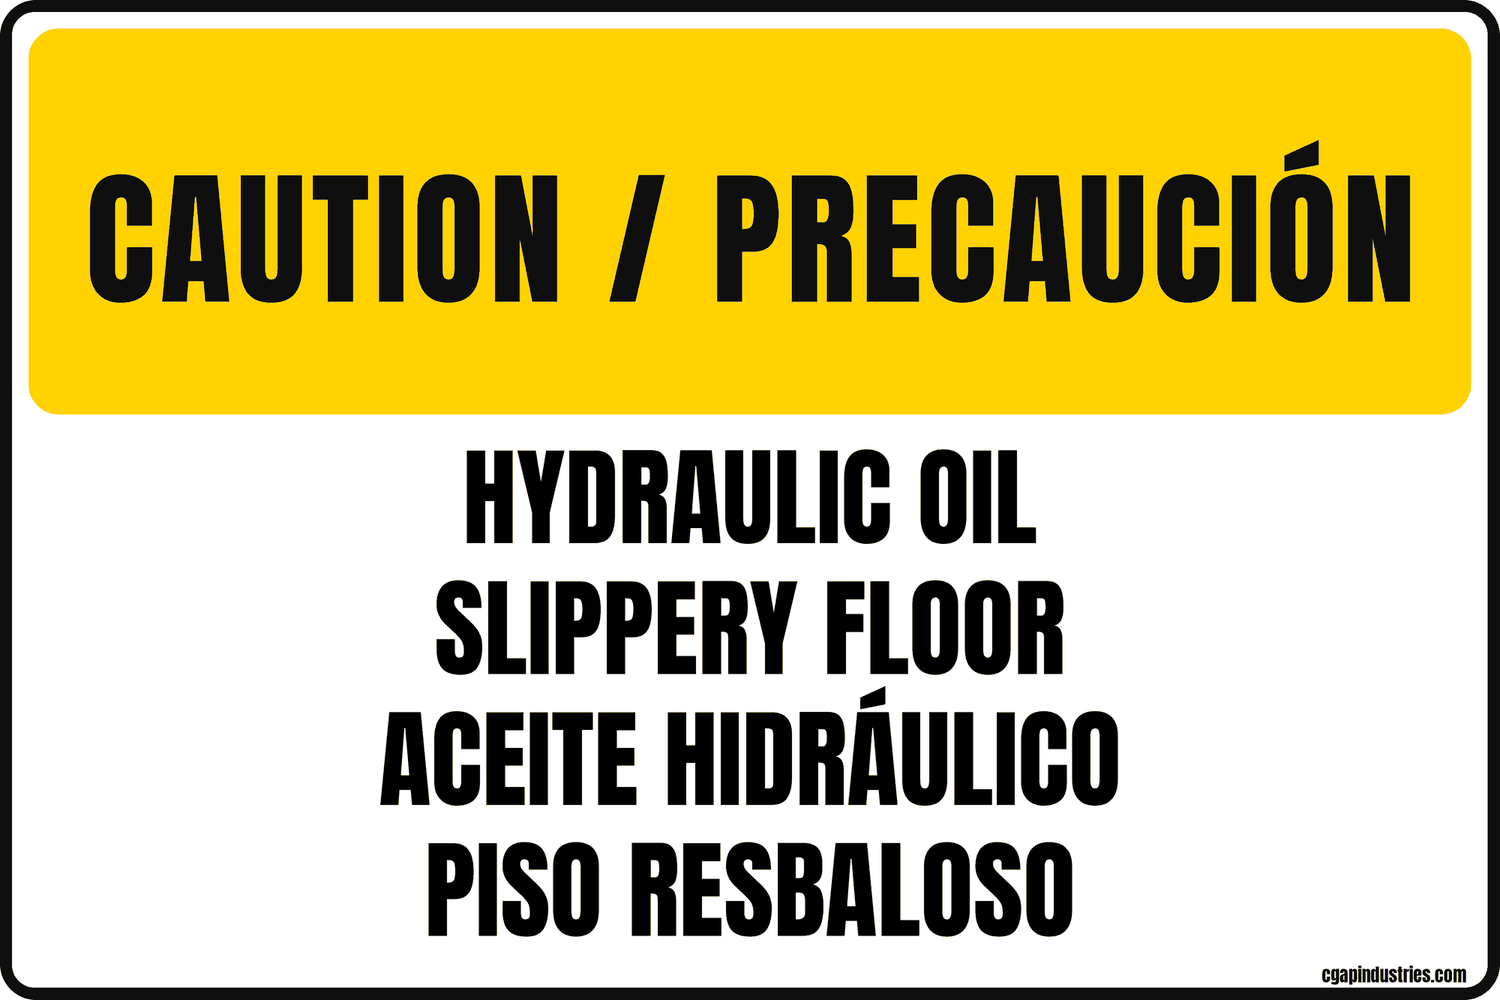 CAUTION / PRECAUCIÓN
HYDRAULIC OIL
SLIPPERY FLOOR
ACEITE HIDRÁULICO
PISO RESBALOSO
cgapindustries.com